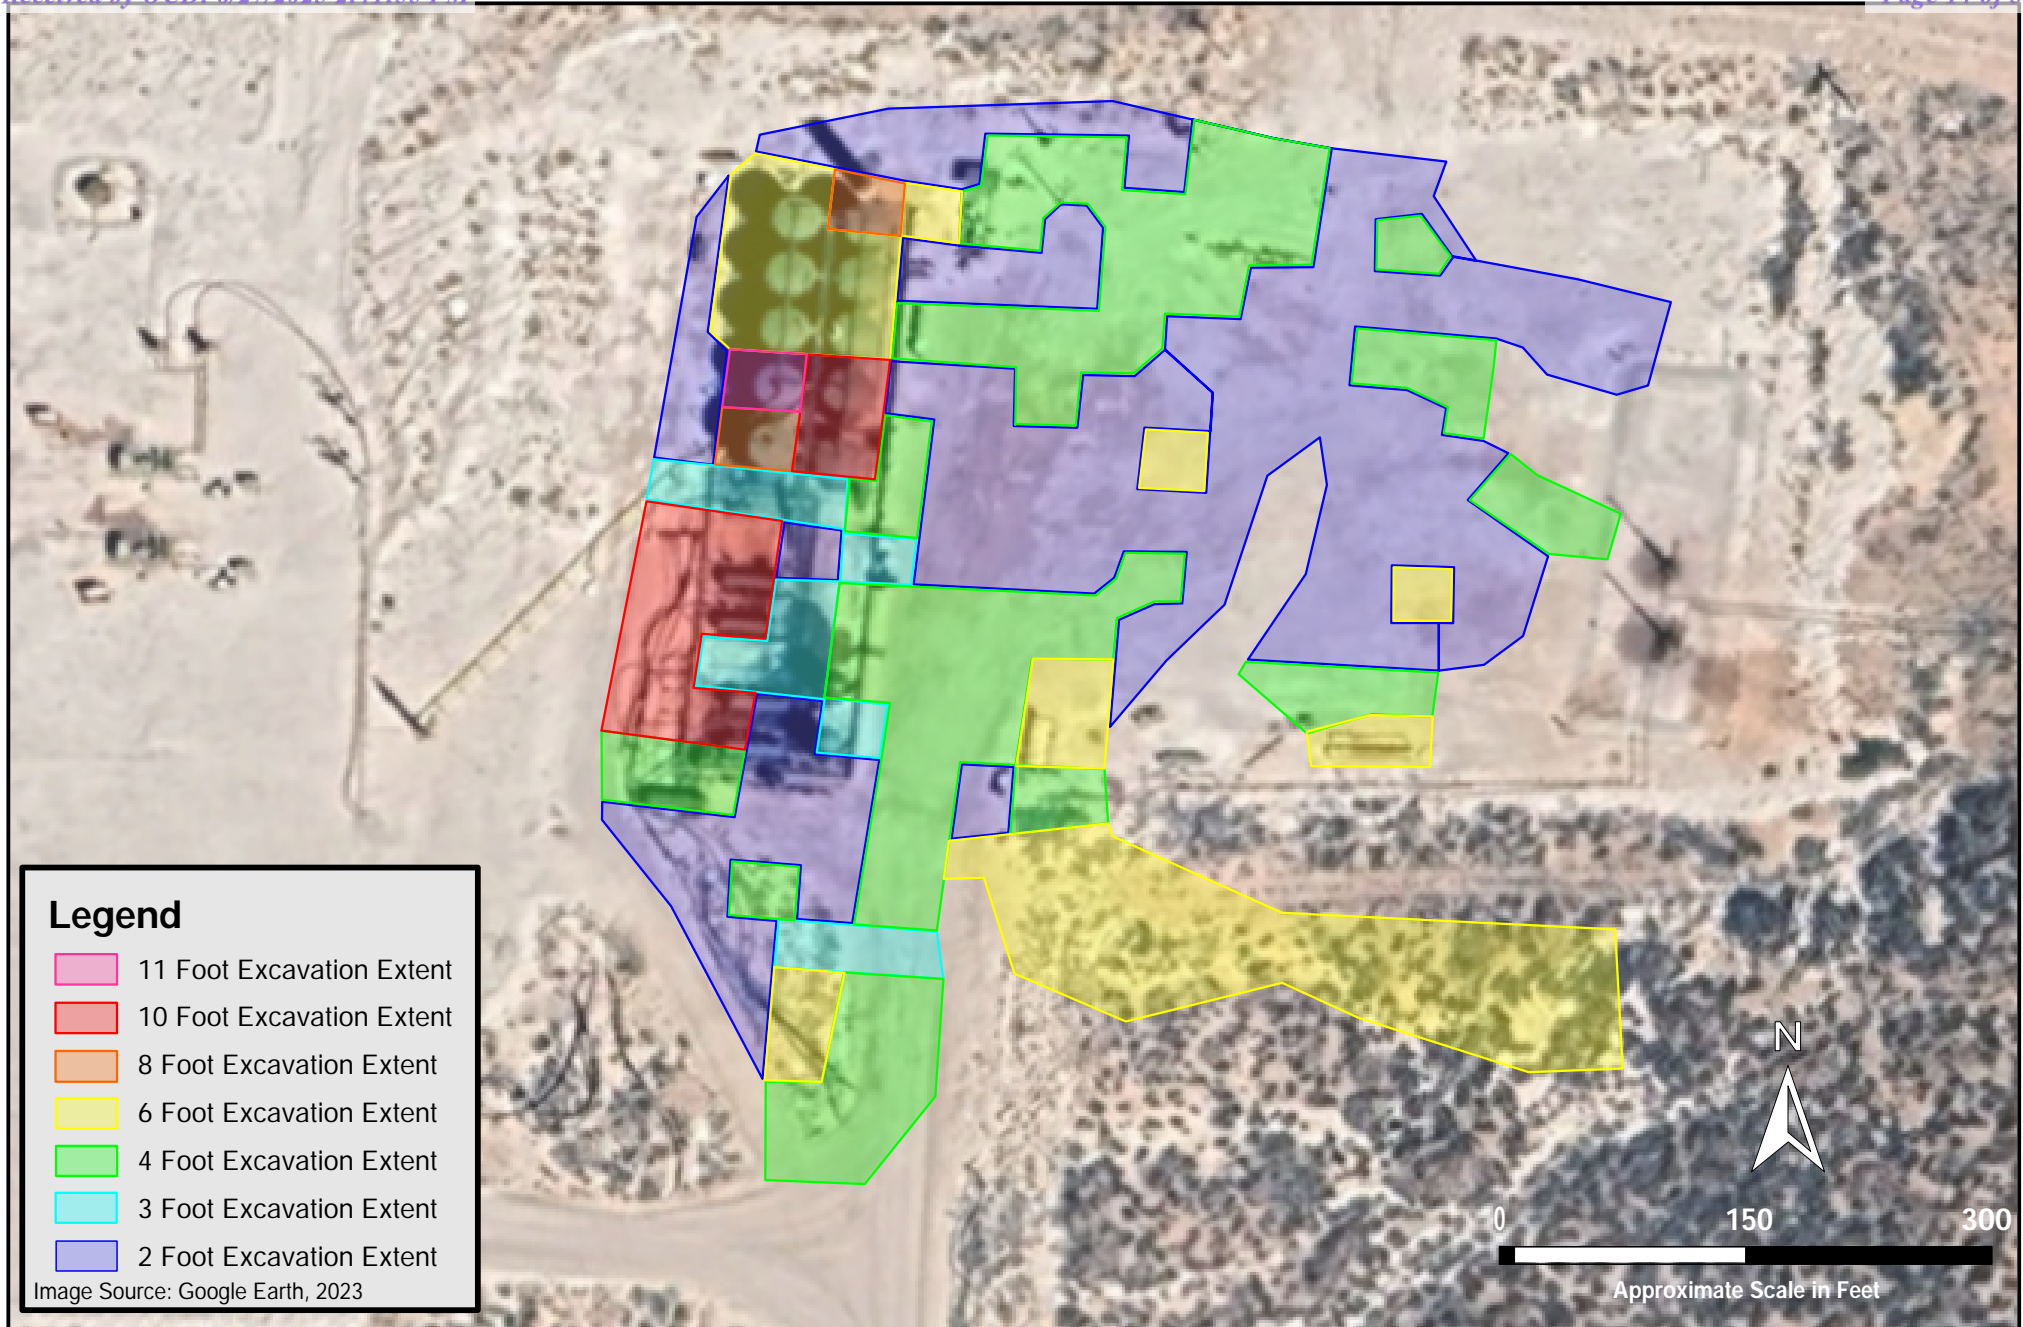 Legend
11 Foot Excavation Extent
10 Foot Excavation Extent
8 Foot Excavation Extent
6 Foot Excavation Extent
4 Foot Excavation Extent
3 Foot Excavation Extent
2 Foot Excavation Extent
Image Source: Google Earth, 2023
N
0 150 300
Approximate Scale in Feet